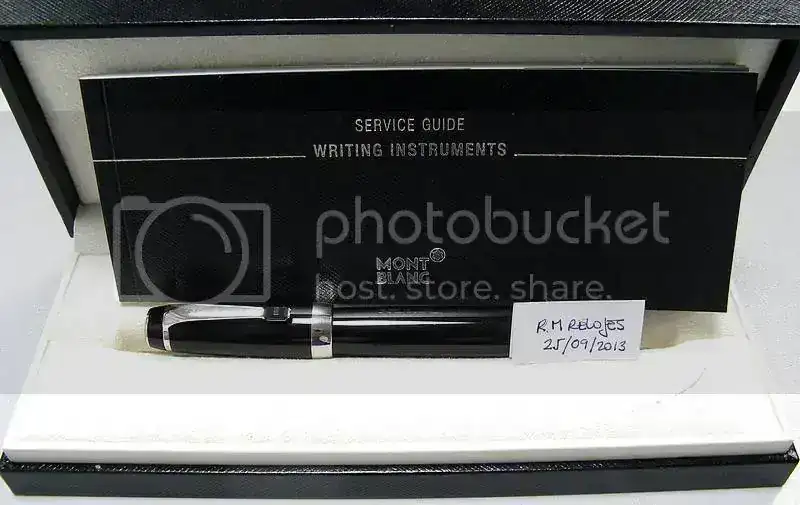 SERVICE GUIDE
WRITING INSTRUMENTS
photobucket
MONT
BLANC
host. store. share.
R.M RELOJES
25/09/2013